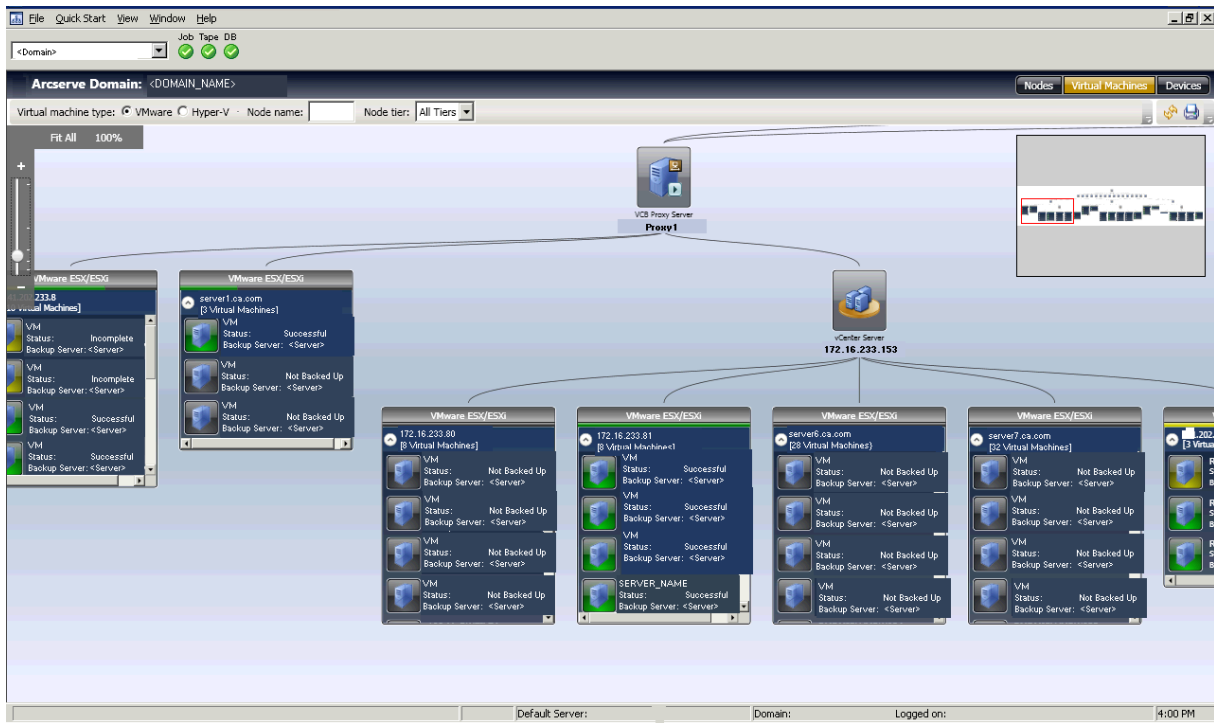 File Quick Start View Window Help
Job Tape DB
<Domain>
Arcserve Domain: <DOMAIN_NAME>
Nodes Virtual Machines Devices
Virtual machine type: VMware Hyper-V Node name: Node tier: All Tiers
Fit All 100%
VCB Proxy Server
Proxy1
VMware ESX/ESXi
233.8
Virtual Machines]
VM
Status: Incomplete
Backup Server: <Server>
VM
Status: Incomplete
Backup Server: <Server>
VM
Status: Successful
Backup Server: <Server>
VM
Status: Successful
Backup Server: <Server>
VMware ESX/ESXi
server1.ca.com
[3 Virtual Machines]
VM
Status: Successful
Backup Server: <Server>
VM
Status: Not Backed Up
Backup Server: <Server>
VM
Status: Not Backed Up
Backup Server: <Server>
vCenter Server
172.16.233.153
VMware ESX/ESXi
172.16.233.80
[8 Virtual Machines]
VM
Status: Not Backed Up
Backup Server: <Server>
VM
Status: Not Backed Up
Backup Server: <Server>
VM
Status: Not Backed Up
Backup Server: <Server>
VM
Status: Not Backed Up
Backup Server: <Server>
VMware ESX/ESXi
172.16.233.81
[8 Virtual Machines]
VM
Status: Successful
Backup Server: <Server>
VM
Status: Successful
Backup Server: <Server>
VM
Status: Successful
Backup Server: <Server>
SERVER_NAME
Status: Successful
Backup Server: <Server>
VMware ESX/ESXi
server6.ca.com
[28 Virtual Machines)
VM
Status: Not Backed Up
Backup Server: <Server>
VM
Status: Not Backed Up
Backup Server: <Server>
VM
Status: Not Backed Up
Backup Server: <Server>
VM
Status: Not Backed Up
Backup Server: <Server>
VMware ESX/ESXi
server7.ca.com
[32 Virtual Machines]
VM
Status: Not Backed Up
Backup Server: <Server>
VM
Status: Not Backed Up
Backup Server: <Server>
VM
Status: Not Backed Up
Backup Server: <Server>
VM
Status: Not Backed Up
Backup Server: <Server>
.202.
[3 Virtua
Default Server: Domain: Logged on: 4:00 PM